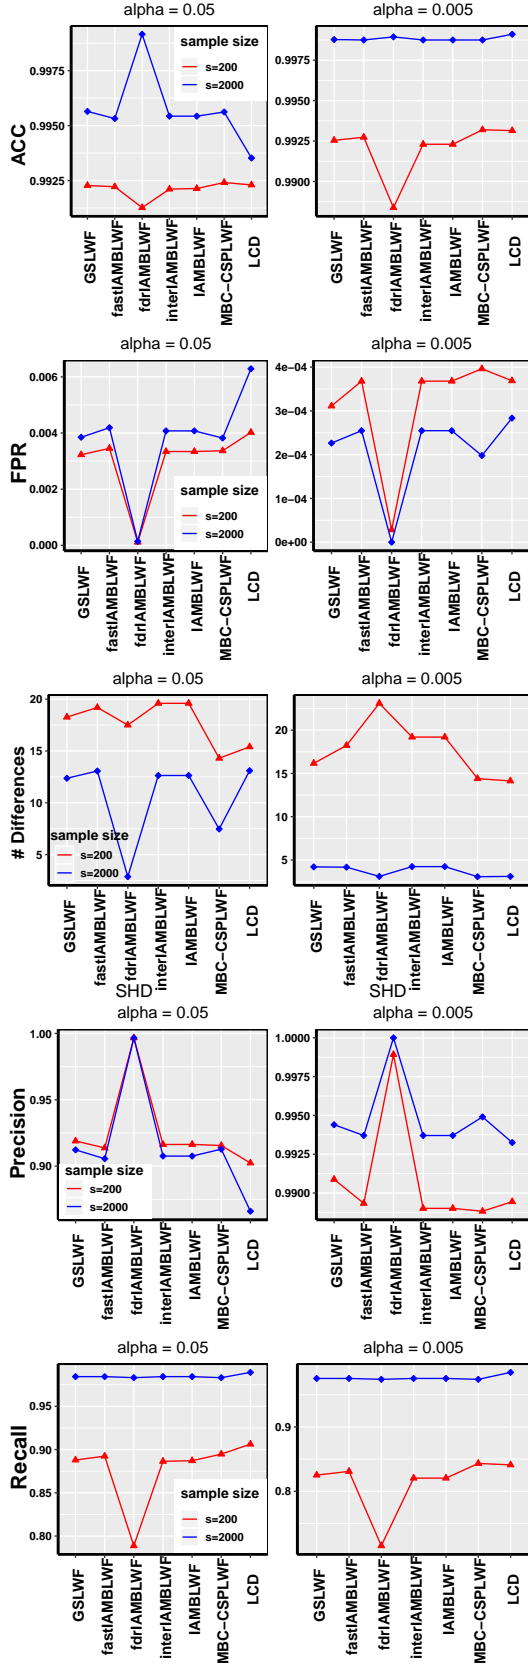 alpha = 0.05
alpha = 0.005
ACC
0.9975
0.9950
0.9925
sample size
s=200
s=2000
0.9975
0.9950
0.9925
0.9900
GSLWF
fastIAMBLWF
fdrIAMBLWF
interIAMBLWF
IAMBLWF
MBC−CSPLWF
LCD
GSLWF
fastIAMBLWF
fdrIAMBLWF
interIAMBLWF
IAMBLWF
MBC−CSPLWF
LCD
alpha = 0.05
alpha = 0.005
FPR
0.006
0.004
0.002
0.000
sample size
s=200
s=2000
4e−04
3e−04
2e−04
1e−04
0e+00
GSLWF
fastIAMBLWF
fdrIAMBLWF
interIAMBLWF
IAMBLWF
MBC−CSPLWF
LCD
GSLWF
fastIAMBLWF
fdrIAMBLWF
interIAMBLWF
IAMBLWF
MBC−CSPLWF
LCD
alpha = 0.05
alpha = 0.005
# Differences
20
15
10
5
sample size
s=200
s=2000
20
15
10
5
GSLWF
fastIAMBLWF
fdrIAMBLWF
interIAMBLWF
IAMBLWF
MBC−CSPLWF
LCD
GSLWF
fastIAMBLWF
fdrIAMBLWF
interIAMBLWF
IAMBLWF
MBC−CSPLWF
LCD
SHD
SHD
alpha = 0.05
alpha = 0.005
Precision
1.00
0.95
0.90
sample size
s=200
s=2000
1.0000
0.9975
0.9950
0.9925
0.9900
GSLWF
fastIAMBLWF
fdrIAMBLWF
interIAMBLWF
IAMBLWF
MBC−CSPLWF
LCD
GSLWF
fastIAMBLWF
fdrIAMBLWF
interIAMBLWF
IAMBLWF
MBC−CSPLWF
LCD
alpha = 0.05
alpha = 0.005
Recall
0.95
0.90
0.85
0.80
sample size
s=200
s=2000
0.9
0.8
GSLWF
fastIAMBLWF
fdrIAMBLWF
interIAMBLWF
IAMBLWF
MBC−CSPLWF
LCD
GSLWF
fastIAMBLWF
fdrIAMBLWF
interIAMBLWF
IAMBLWF
MBC−CSPLWF
LCD